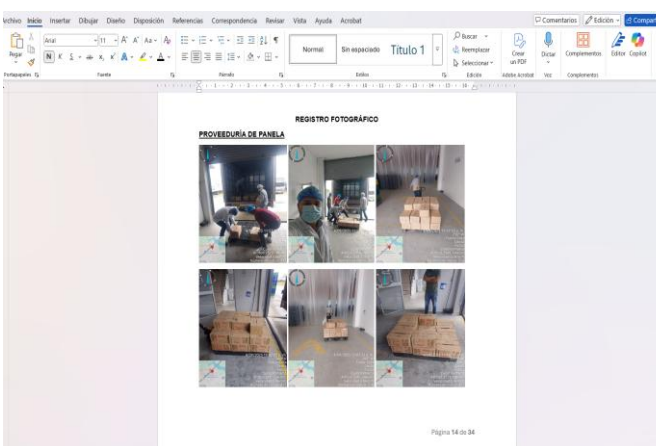 Archivo Inicio Insertar Dibujar Diseño Disposición Referencias Correspondencia Revisar Vista Ayuda Acrobat
Comentarios Edición
Pegar
Arial 11
N K S
Normal
Sin espaciado
Título 1
Buscar
Reemplazar
Seleccionar
Crear un PDF
Dictar
Complementos
Editor
Copilot
Portapapeles
Fuente
Párrafo
Estilos
Edición
Adobe Acrobat
Voz
Complementos
REGISTRO FOTOGRÁFICO
PROVEEDURÍA DE PANELA
Página 14 de 34